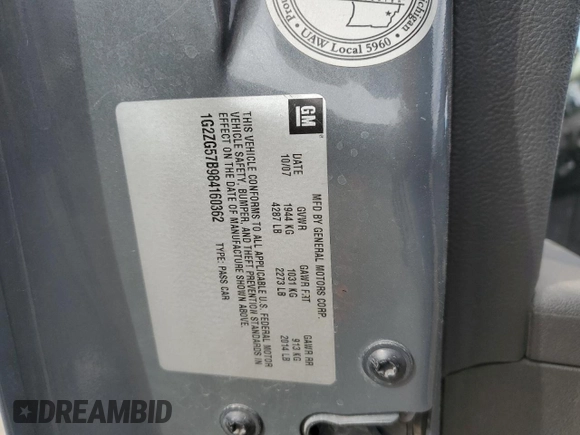 Michigan
UAW Local 5960
GM
MFD BY GENERAL MOTORS CORP.
DATE GVWR GAWR FRT GAWR RR
10/07 1944 KG 1031 KG 913 KG
4287 LB 2273 LB 2014 LB
THIS VEHICLE CONFORMS TO ALL APPLICABLE U.S. FEDERAL MOTOR
VEHICLE SAFETY, BUMPER, AND THEFT PREVENTION STANDARDS IN
EFFECT ON THE DATE OF MANUFACTURE SHOWN ABOVE.
1G2ZG57B984160362 TYPE: PASS CAR
DREAMBID